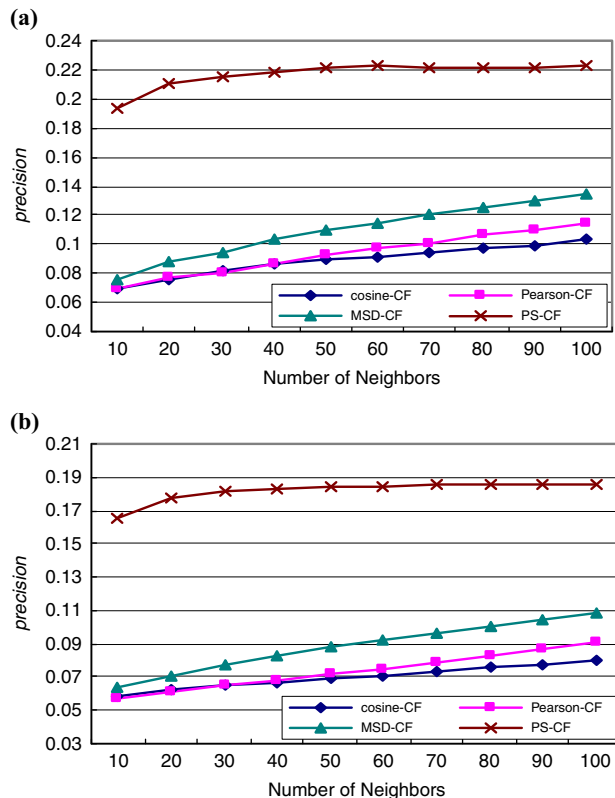 (a)
0.24
0.22
0.2
0.18
0.16
0.14
0.12
0.1
0.08
0.06
0.04
precision
cosine-CF Pearson-CF
MSD-CF PS-CF
10 20 30 40 50 60 70 80 90 100
Number of Neighbors
(b)
0.21
0.19
0.17
0.15
0.13
0.11
0.09
0.07
0.05
0.03
precision
cosine-CF Pearson-CF
MSD-CF PS-CF
10 20 30 40 50 60 70 80 90 100
Number of Neighbors